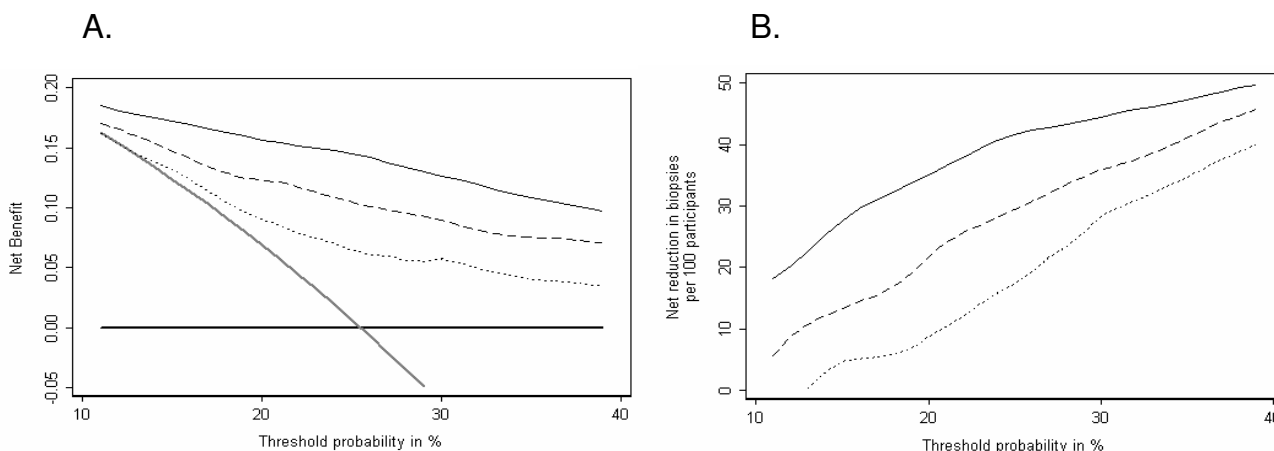 A.
B.
0.20
0.15
0.10
0.05
0.00
-0.05
Net Benefit
10
20
30
40
Threshold probability in %
50
40
30
20
10
0
Net reduction in biopsies
per 100 participants
10
20
30
40
Threshold probability in %